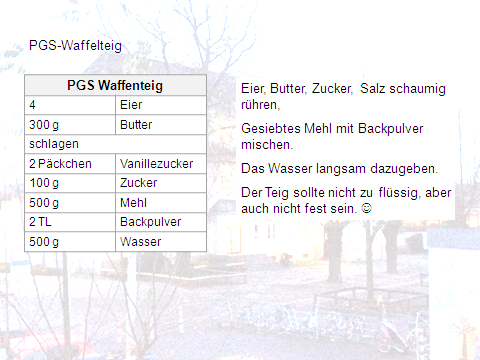 PGS-Waffelteig
PGS Waffenteig
4 Eier
300 g Butter
schlagen
2 Päckchen Vanillezucker
100 g Zucker
500 g Mehl
2 TL Backpulver
500 g Wasser
Eier, Butter, Zucker, Salz schaumig
rühren,
Gesiebtes Mehl mit Backpulver
mischen.
Das Wasser langsam dazugeben.
Der Teig sollte nicht zu flüssig, aber
auch nicht fest sein. ☺